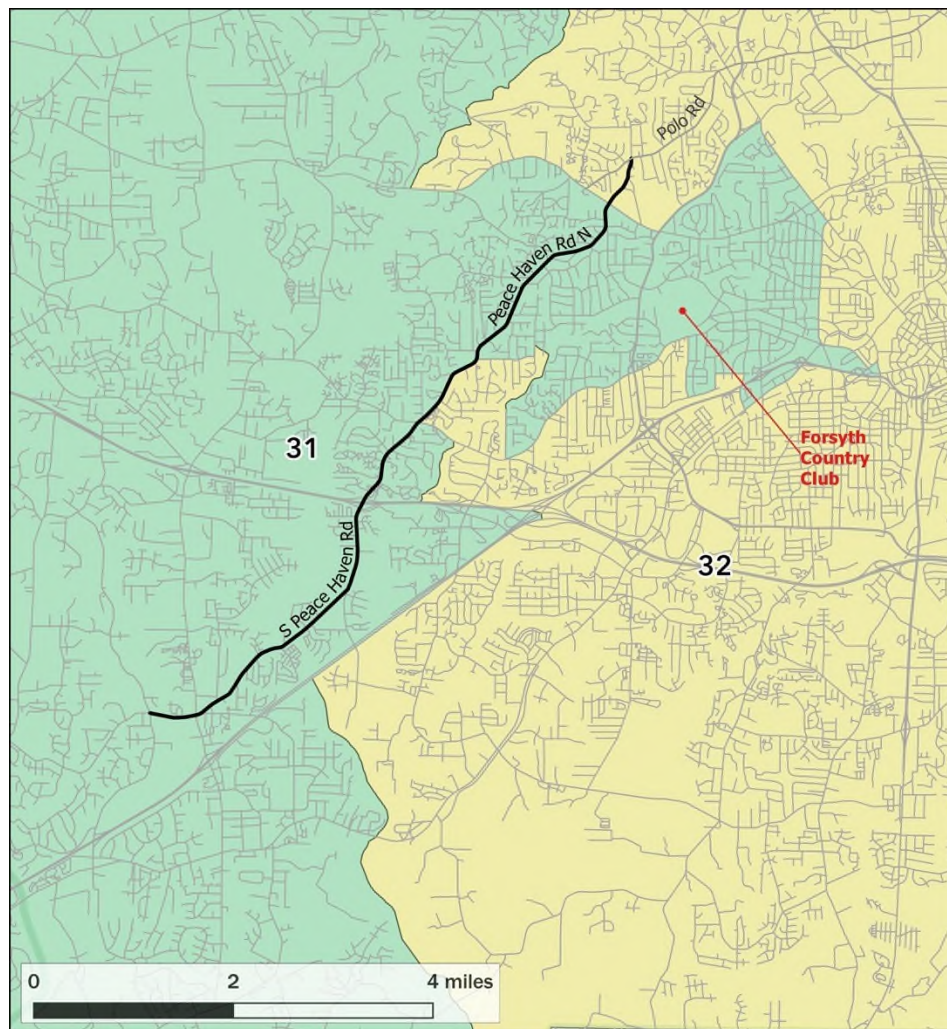 Polo Rd
Peace Haven Rd N
31
Forsyth
Country
Club
S Peace Haven Rd
32
0 2 4 miles